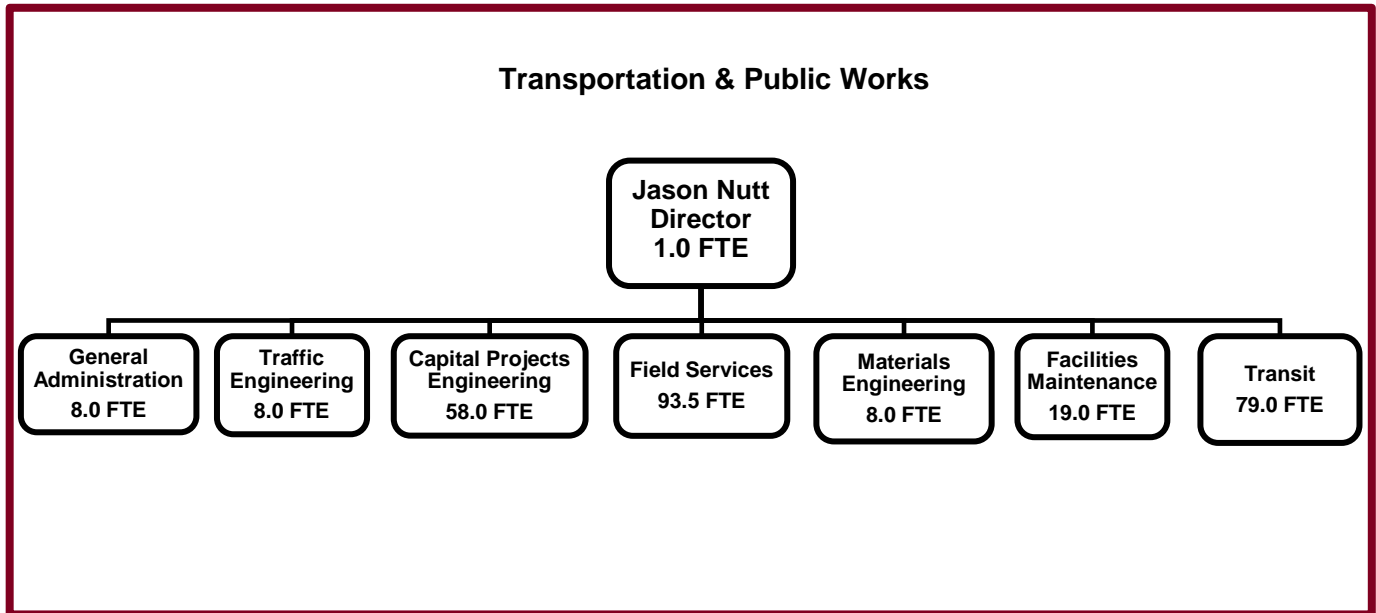 Transportation & Public Works
Jason Nutt
Director
1.0 FTE
General
Administration
8.0 FTE
Traffic
Engineering
8.0 FTE
Capital Projects
Engineering
58.0 FTE
Field Services
93.5 FTE
Materials
Engineering
8.0 FTE
Facilities
Maintenance
19.0 FTE
Transit
79.0 FTE